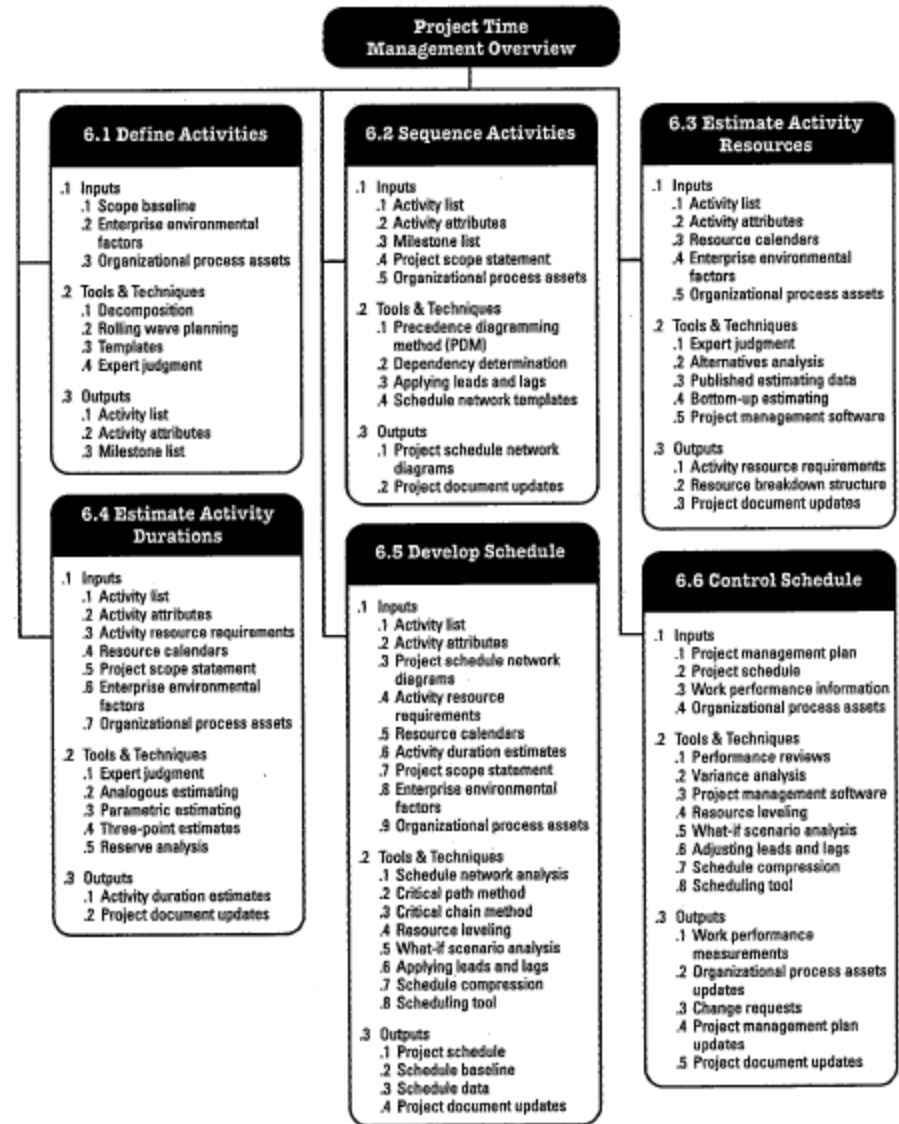 Project Time
Management Overview
6.1 Define Activities
.1 Inputs
.1 Scope baseline
.2 Enterprise environmental
factors
.3 Organizational process assets
.2 Tools & Techniques
.1 Decomposition
.2 Rolling wave planning
.3 Templates
.4 Expert judgment
.3 Outputs
.1 Activity list
.2 Activity attributes
.3 Milestone list
6.2 Sequence Activities
.1 Inputs
.1 Activity list
.2 Activity attributes
.3 Milestone list
.4 Project scope statement
.5 Organizational process assets
.2 Tools & Techniques
.1 Precedence diagramming
method (PDM)
.2 Dependency determination
.3 Applying leads and lags
.4 Schedule network templates
.3 Outputs
.1 Project schedule network
diagrams
.2 Project document updates
6.3 Estimate Activity
Resources
.1 Inputs
.1 Activity list
.2 Activity attributes
.3 Resource calendars
.4 Enterprise environmental
factors
.5 Organizational process assets
.2 Tools & Techniques
.1 Expert judgment
.2 Alternatives analysis
.3 Published estimating data
.4 Bottom-up estimating
.5 Project management software
.3 Outputs
.1 Activity resource requirements
.2 Resource breakdown structure
.3 Project document updates
6.4 Estimate Activity
Durations
.1 Inputs
.1 Activity list
.2 Activity attributes
.3 Activity resource requirements
.4 Resource calendars
.5 Project scope statement
.6 Enterprise environmental
factors
.7 Organizational process assets
.2 Tools & Techniques
.1 Expert judgment
.2 Analogous estimating
.3 Parametric estimating
.4 Three-point estimates
.5 Reserve analysis
.3 Outputs
.1 Activity duration estimates
.2 Project document updates
6.5 Develop Schedule
.1 Inputs
.1 Activity list
.2 Activity attributes
.3 Project schedule network
diagrams
.4 Activity resource
requirements
.5 Resource calendars
.6 Activity duration estimates
.7 Project scope statement
.8 Enterprise environmental
factors
.9 Organizational process assets
.2 Tools & Techniques
.1 Schedule network analysis
.2 Critical path method
.3 Critical chain method
.4 Resource leveling
.5 What-if scenario analysis
.6 Applying leads and lags
.7 Schedule compression
.8 Scheduling tool
.3 Outputs
.1 Project schedule
.2 Schedule baseline
.3 Schedule data
.4 Project document updates
6.6 Control Schedule
.1 Inputs
.1 Project management plan
.2 Project schedule
.3 Work performance information
.4 Organizational process assets
.2 Tools & Techniques
.1 Performance reviews
.2 Variance analysis
.3 Project management software
.4 Resource leveling
.5 What-if scenario analysis
.6 Adjusting leads and lags
.7 Schedule compression
.8 Scheduling tool
.3 Outputs
.1 Work performance
measurements
.2 Organizational process assets
updates
.3 Change requests
.4 Project management plan
updates
.5 Project document updates